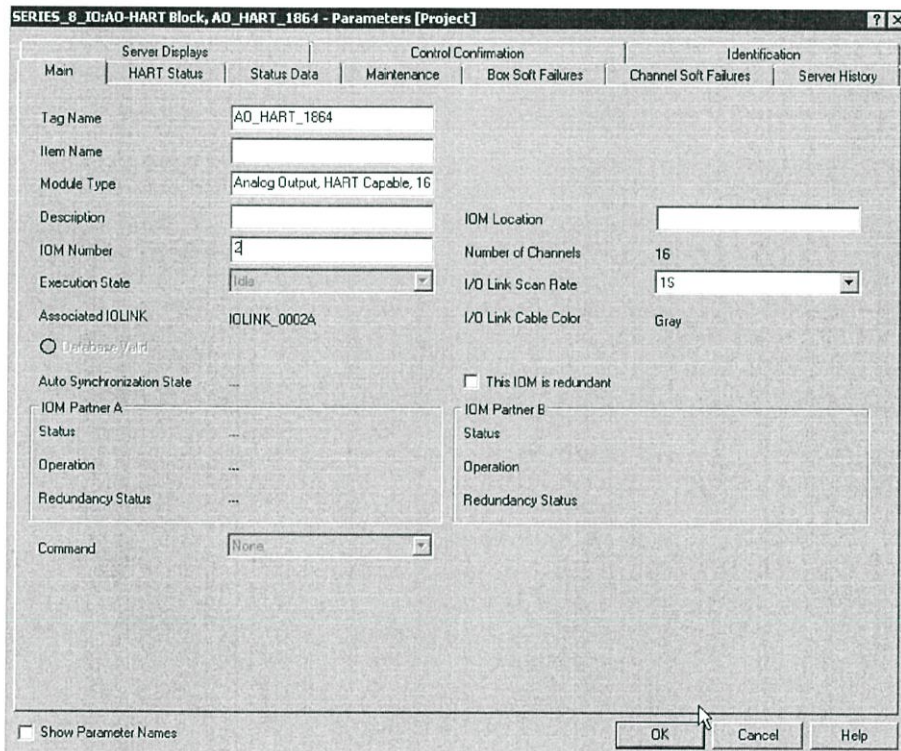 SERIES_8_IO:AO-HART Block, AO_HART_1864 - Parameters [Project]
Server Displays
Control Confirmation
Identification
Main
HART Status
Status Data
Maintenance
Box Soft Failures
Channel Soft Failures
Server History
Tag Name
AO_HART_1864
Item Name
Module Type
Analog Output, HART Capable, 16
Description
IOM Location
IOM Number
2
Number of Channels
16
Execution State
Idle
I/O Link Scan Rate
1S
Associated IOLINK
IOLINK_0002A
I/O Link Cable Color
Gray
Database Valid
Auto Synchronization State
...
This IOM is redundant
IOM Partner A
Status
...
Operation
...
Redundancy Status
...
IOM Partner B
Status
Operation
Redundancy Status
Command
None
Show Parameter Names
OK
Cancel
Help